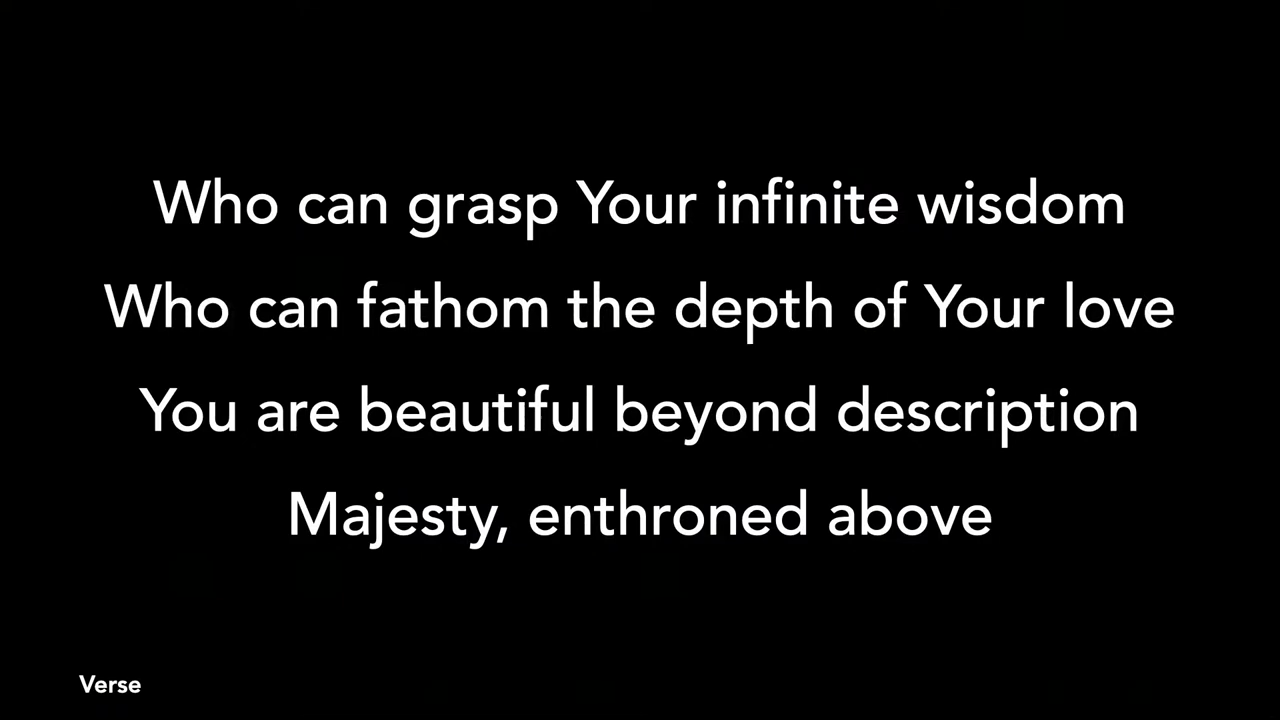 Who can grasp Your infinite wisdom
Who can fathom the depth of Your love
You are beautiful beyond description
Majesty, enthroned above
Verse